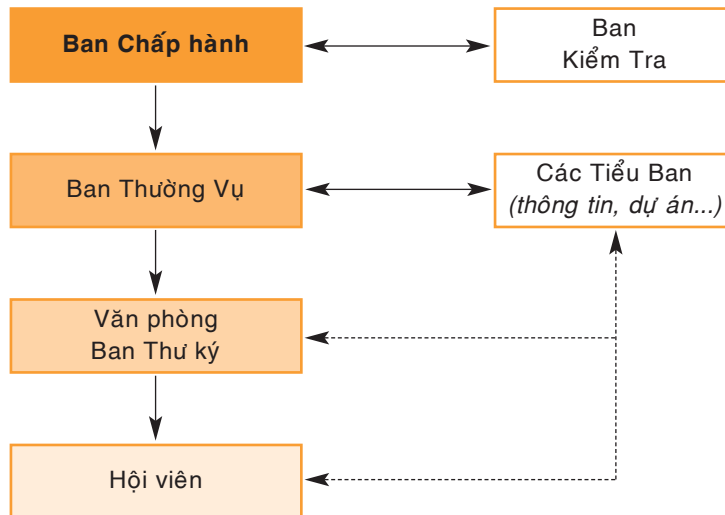 Ban Chấp hành
Ban
Kiểm Tra
Ban Thường Vụ
Các Tiểu Ban
(thông tin, dự án...)
Văn phòng
Ban Thư ký
Hội viên